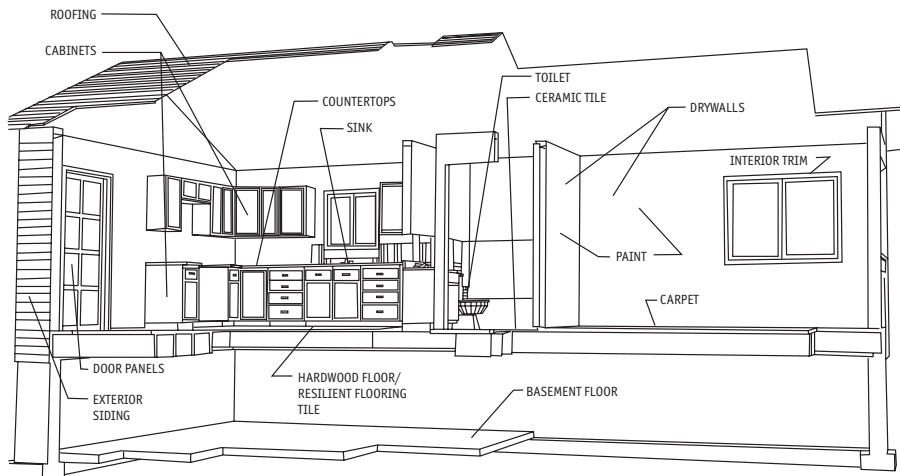 ROOFING
CABINETS
COUNTERTOPS
SINK
TOILET
CERAMIC TILE
DRYWALLS
INTERIOR TRIM
PAINT
CARPET
DOOR PANELS
EXTERIOR
SIDING
HARDWOOD FLOOR/
RESILIENT FLOORING
TILE
BASEMENT FLOOR